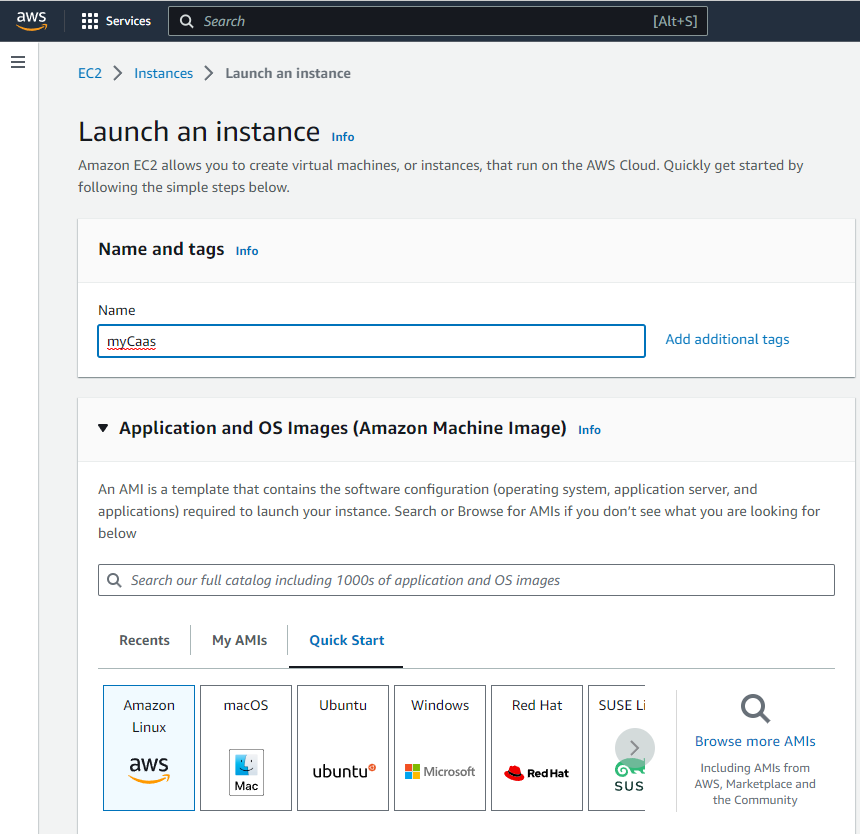 aws Services Search [Alt+S]
EC2 Instances Launch an instance
Launch an instance Info
Amazon EC2 allows you to create virtual machines, or instances, that run on the AWS Cloud. Quickly get started by
following the simple steps below.
Name and tags Info
Name
myCaas Add additional tags
Application and OS Images (Amazon Machine Image) Info
An AMI is a template that contains the software configuration (operating system, application server, and
applications) required to launch your instance. Search or Browse for AMIs if you don't see what you are looking for
below
Search our full catalog including 1000s of application and OS images
Recents My AMIs Quick Start
Amazon
Linux
aws
macOS
Mac
Ubuntu
ubuntu
Windows
Microsoft
Red Hat
Red Hat
SUSE Li
SUS
Browse more AMIs
Including AMIs from
AWS, Marketplace and
the Community